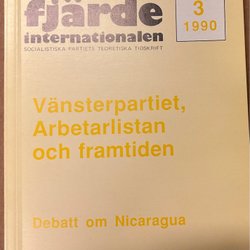 fjärde
internationalen
SOCIALISTISKA PARTIETS TEORETISKA TIDSKRIFT
3
1990
Vänsterpartiet,
Arbetarlistan
och framtiden
Debatt om Nicaragua